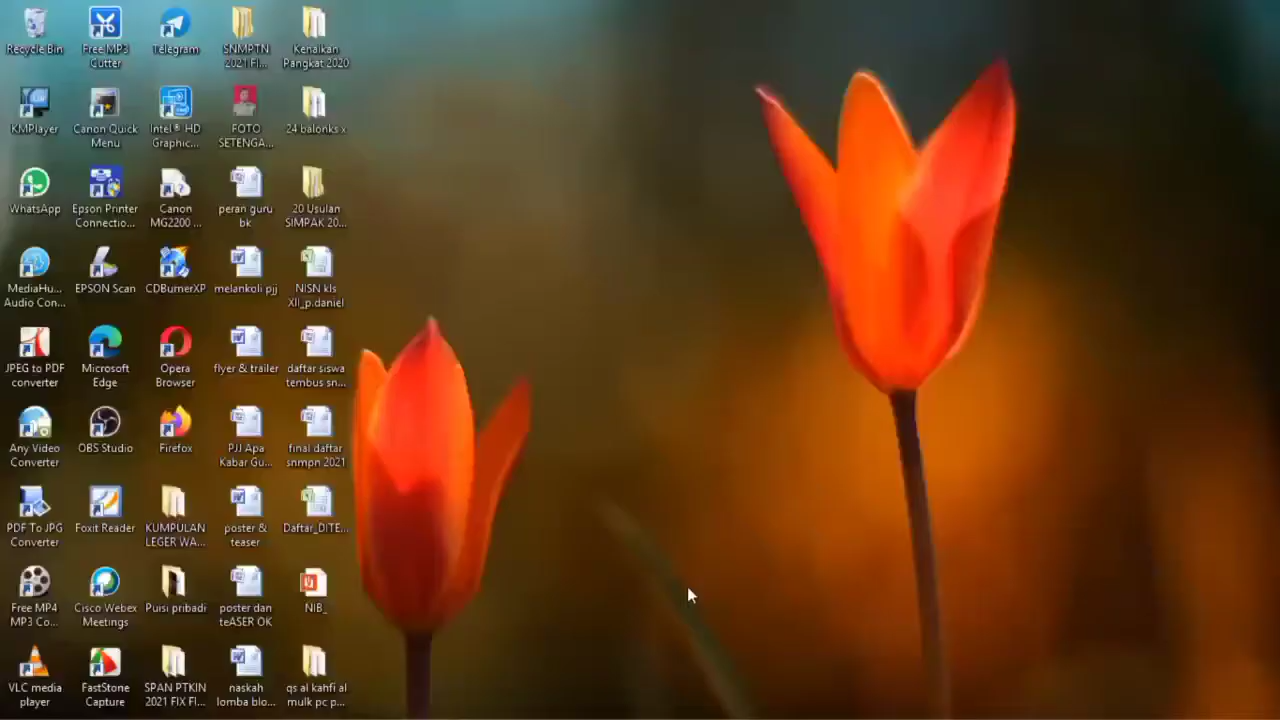 Recycle Bin
Free MP3
Cutter
Telegram
SNMPTN
2021 FI...
Kenaikan
Pangkat 2020
KMPlayer
Canon Quick
Menu
Intel® HD
Graphic...
FOTO
SETENGA...
24 balonks x
WhatsApp
Epson Printer
Connectio...
Canon
MG2200 ...
peran guru
bk
20 Usulan
SIMPAK 20...
MediaHu...
Audio Con...
EPSON Scan
CDBurnerXP
melankoli pjj
NISN kls
XII_p.daniel
JPEG to PDF
converter
Microsoft
Edge
Opera
Browser
flyer & trailer
daftar siswa
tembus sn...
Any Video
Converter
OBS Studio
Firefox
PJJ Apa
Kabar Gu...
final daftar
snmpn 2021
PDF To JPG
Converter
Foxit Reader
KUMPULAN
LEGER WA...
poster &
teaser
Daftar_DITE...
Free MP4
MP3 Co...
Cisco Webex
Meetings
Puisi pribadi
poster dan
teASER OK
NIB_
VLC media
player
FastStone
Capture
SPAN PTKIN
2021 FIX FI...
naskah
lomba blo...
qs al kahfi al
mulk pc p...